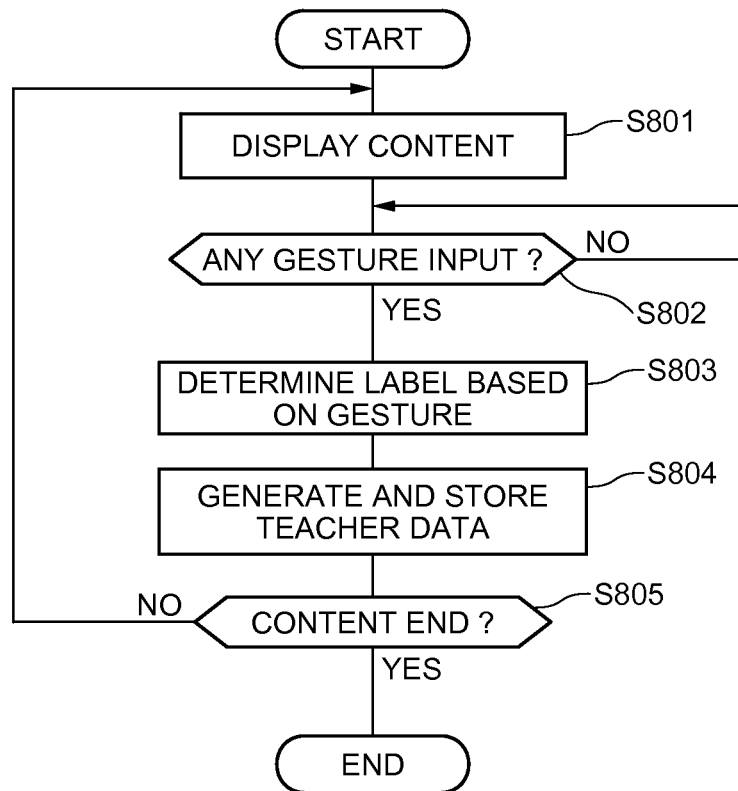 START
DISPLAY CONTENT
S801
ANY GESTURE INPUT ?
NO
S802
YES
DETERMINE LABEL BASED
ON GESTURE
S803
GENERATE AND STORE
TEACHER DATA
S804
NO
CONTENT END ?
S805
YES
END